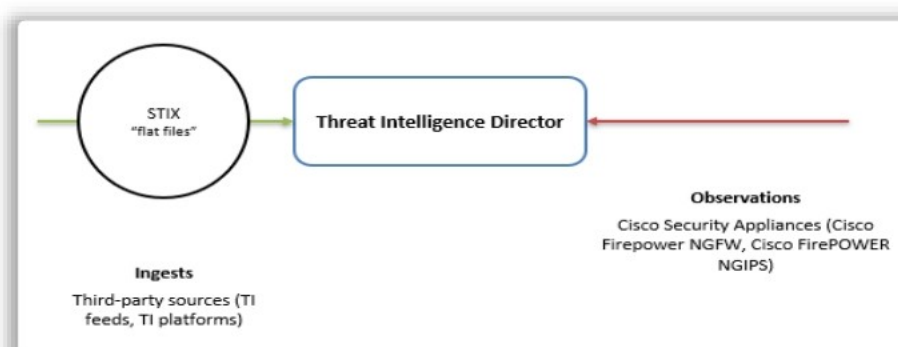 STIX
"flat files"
Threat Intelligence Director
Observations
Cisco Security Appliances (Cisco
Firepower NGFW, Cisco FirePOWER
NGIPS)
Ingests
Third-party sources (TI
feeds, TI platforms)